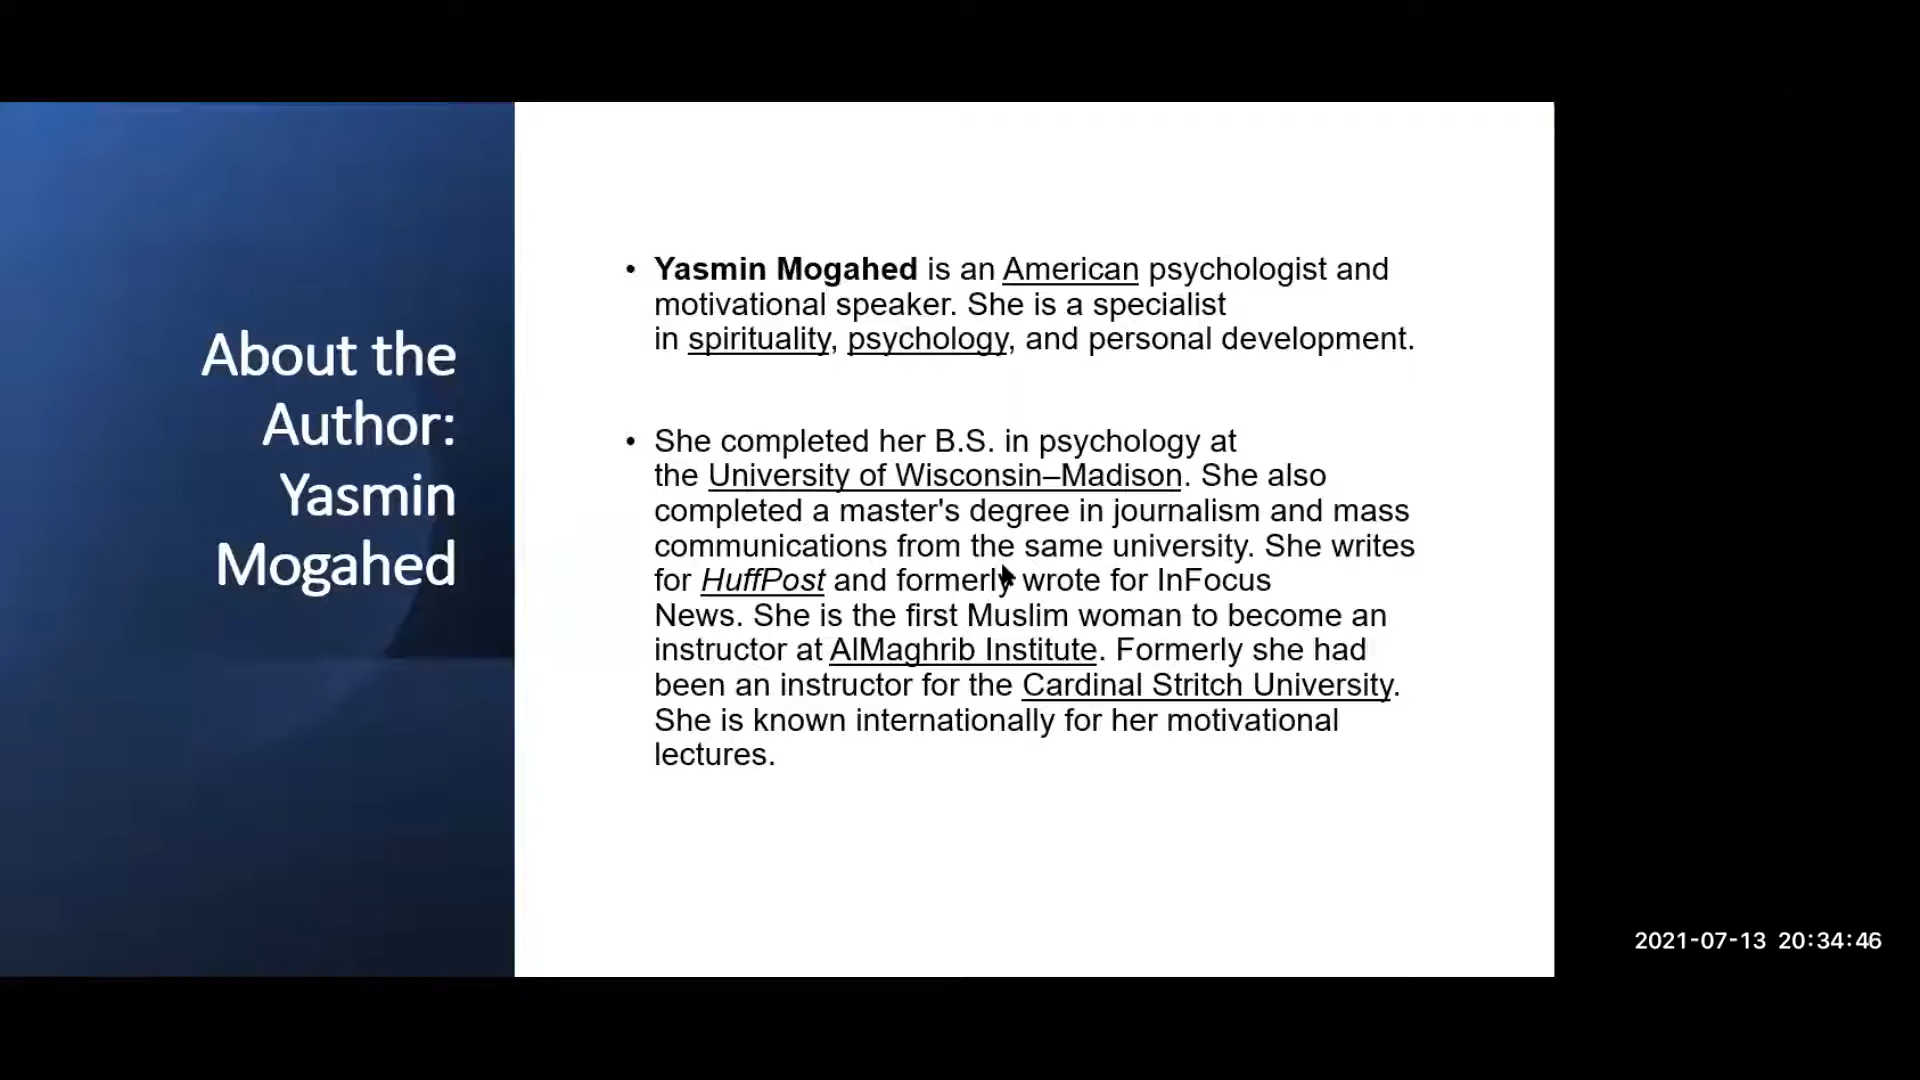 About the
Author:
Yasmin
Mogahed
• Yasmin Mogahed is an American psychologist and
motivational speaker. She is a specialist
in spirituality, psychology, and personal development.
• She completed her B.S. in psychology at
the University of Wisconsin–Madison. She also
completed a master's degree in journalism and mass
communications from the same university. She writes
for HuffPost and formerly wrote for InFocus
News. She is the first Muslim woman to become an
instructor at AlMaghrib Institute. Formerly she had
been an instructor for the Cardinal Stritch University.
She is known internationally for her motivational
lectures.
2021-07-13 20:34:46